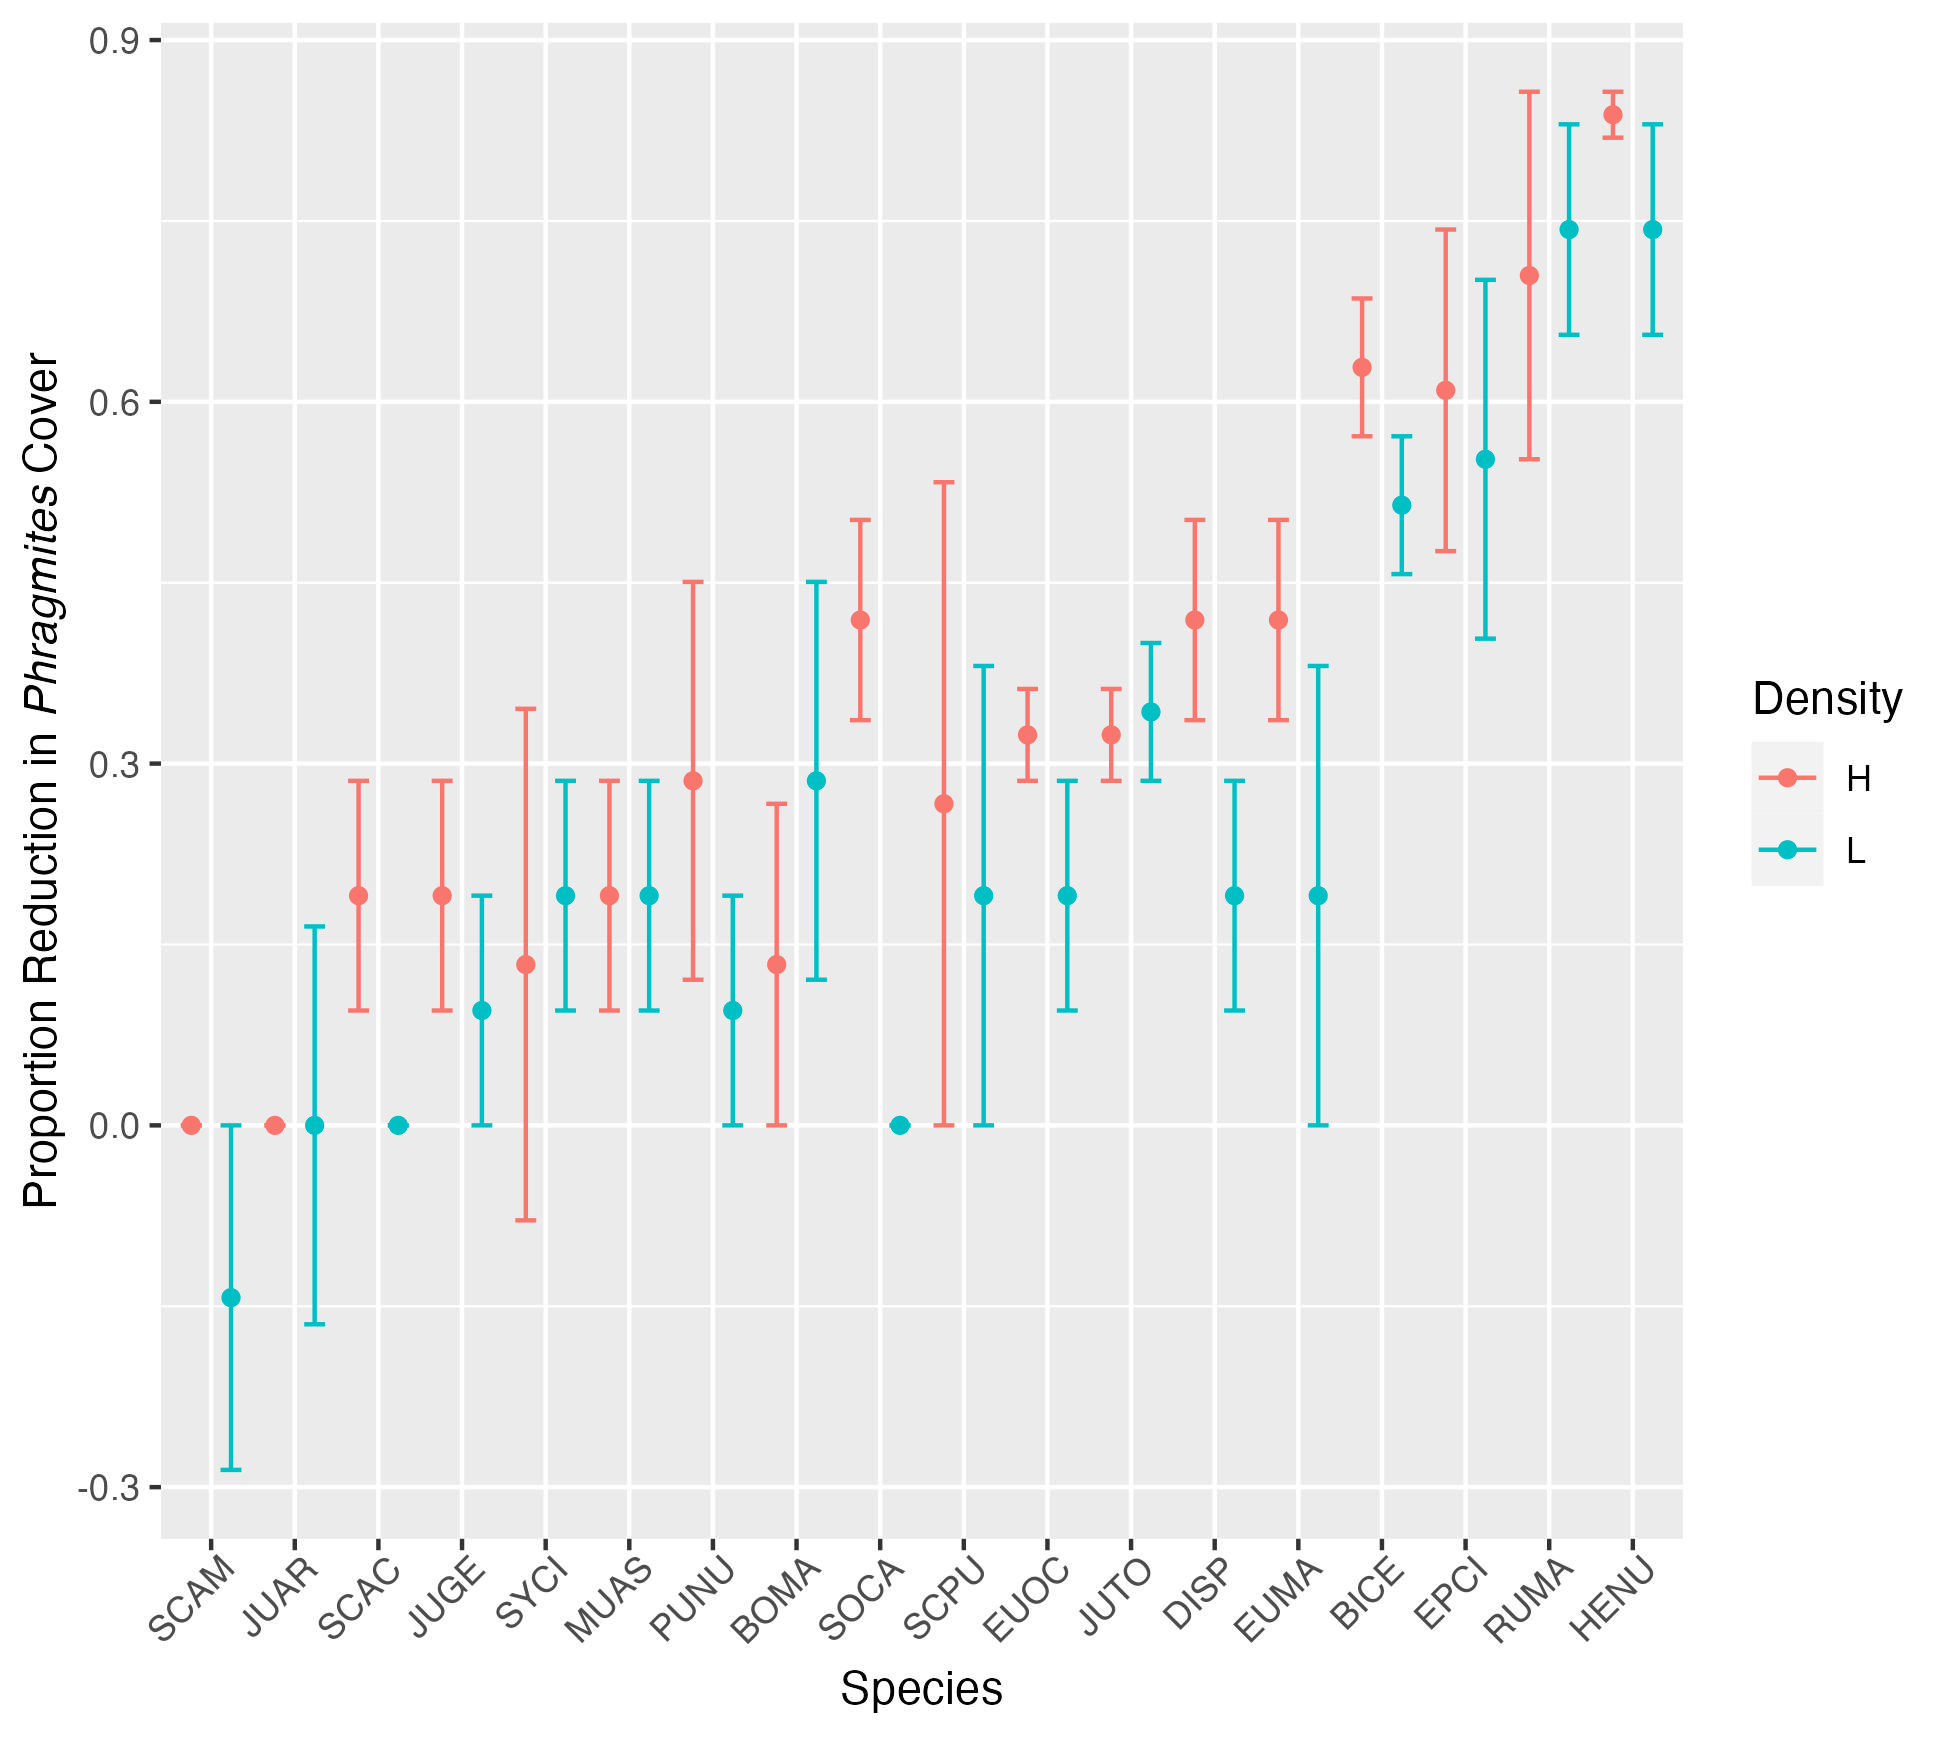 Proportion Reduction in Phragmites Cover
0.9
0.6
0.3
0.0
-0.3
SCAM
JUAR
SCAC
JUGE
SYCI
MUAS
PUNU
BOMA
SOCA
SCPU
EUOC
JUTO
DISP
EUMA
BICE
EPCI
RUMA
HENU
Species
Density
H
L